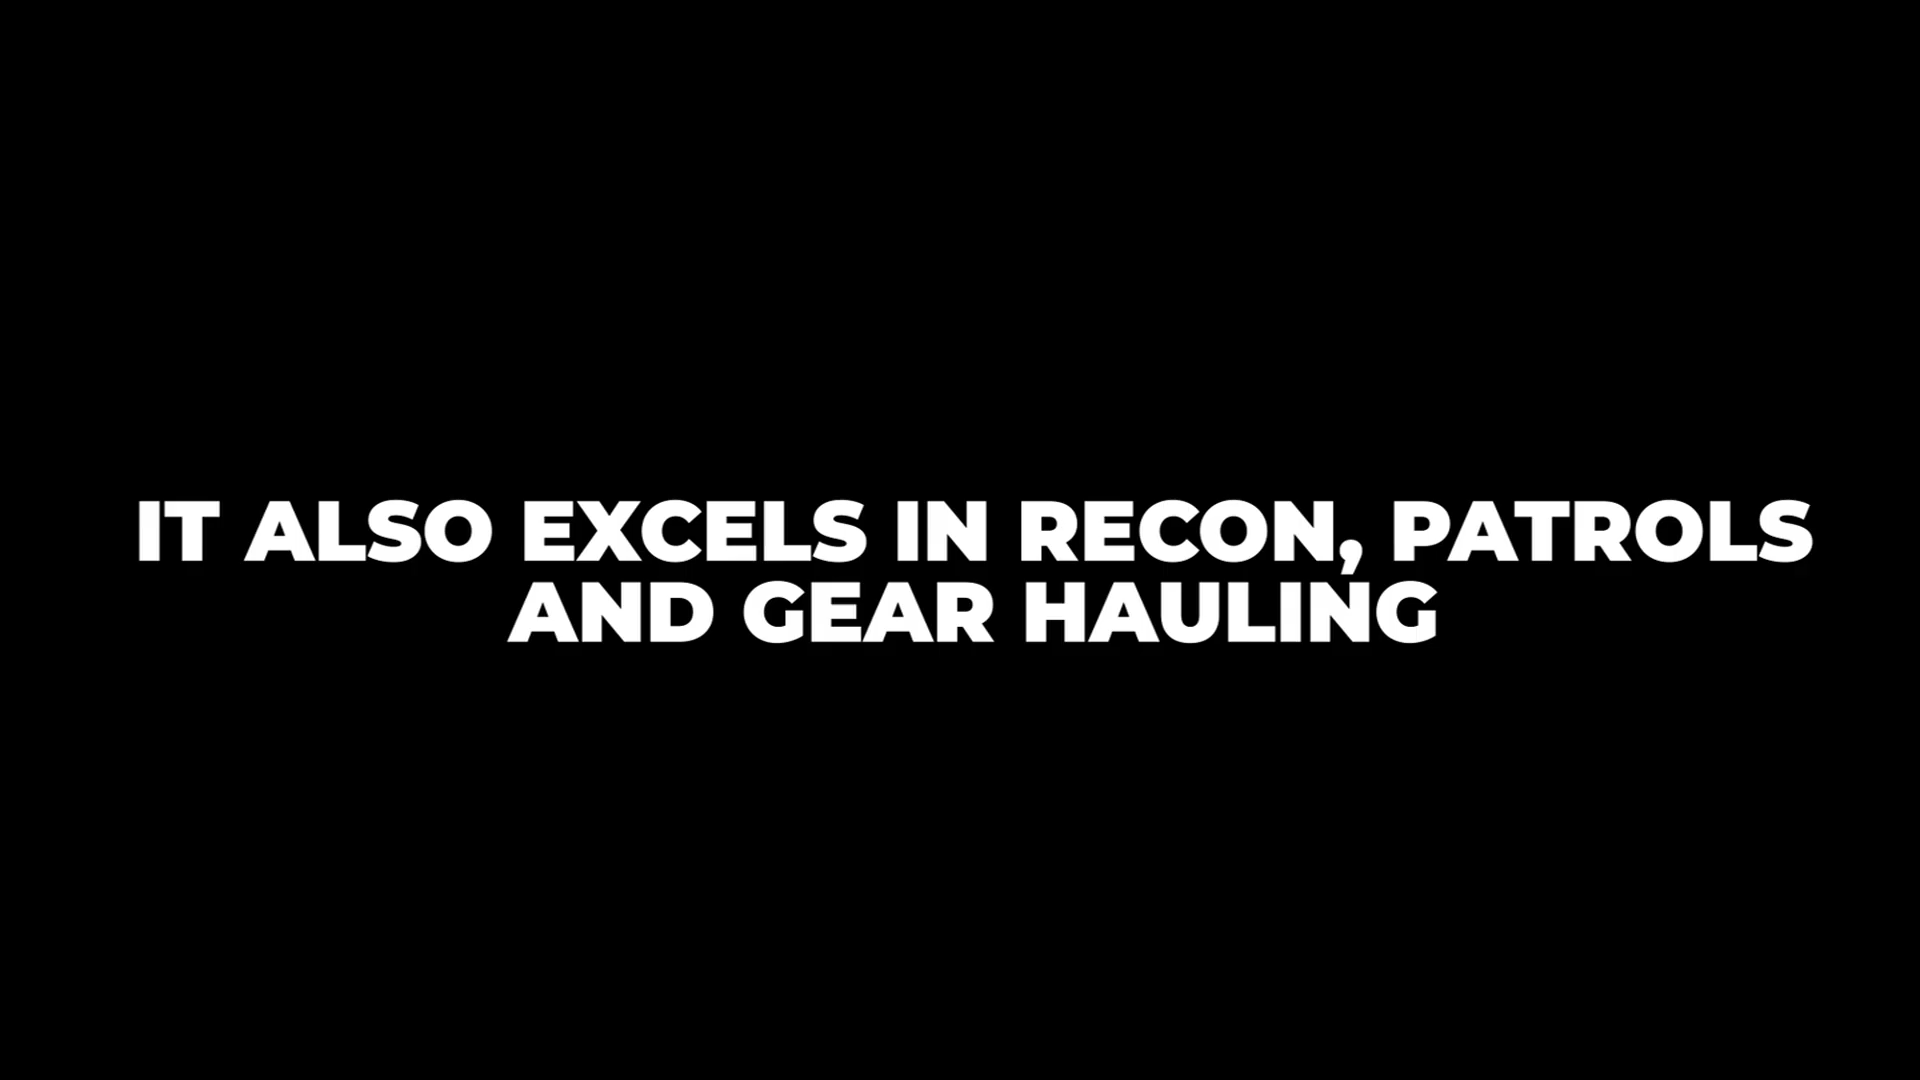 IT ALSO EXCELS IN RECON, PATROLS
AND GEAR HAULING